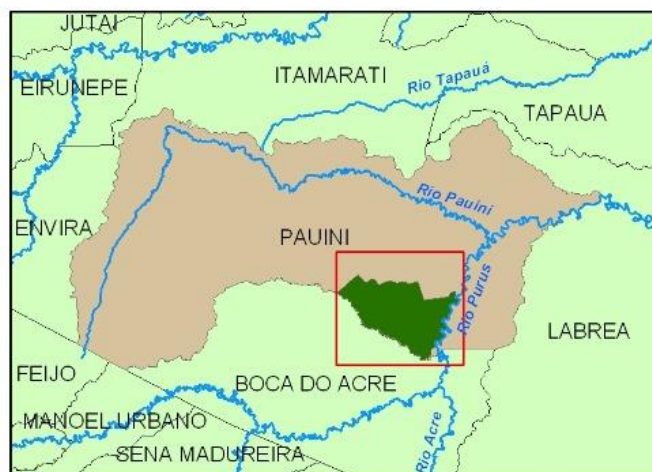 JUTAI
EIRUNEPE
ITAMARATI
Rio Tapauá
TAPAUA
Rio Pauini
ENVIRA
PAUINI
Rio Purus
LABREA
FEIJO
BOCA DO ACRE
MANOEL URBANO
Rio Acre
SENA MADUREIRA